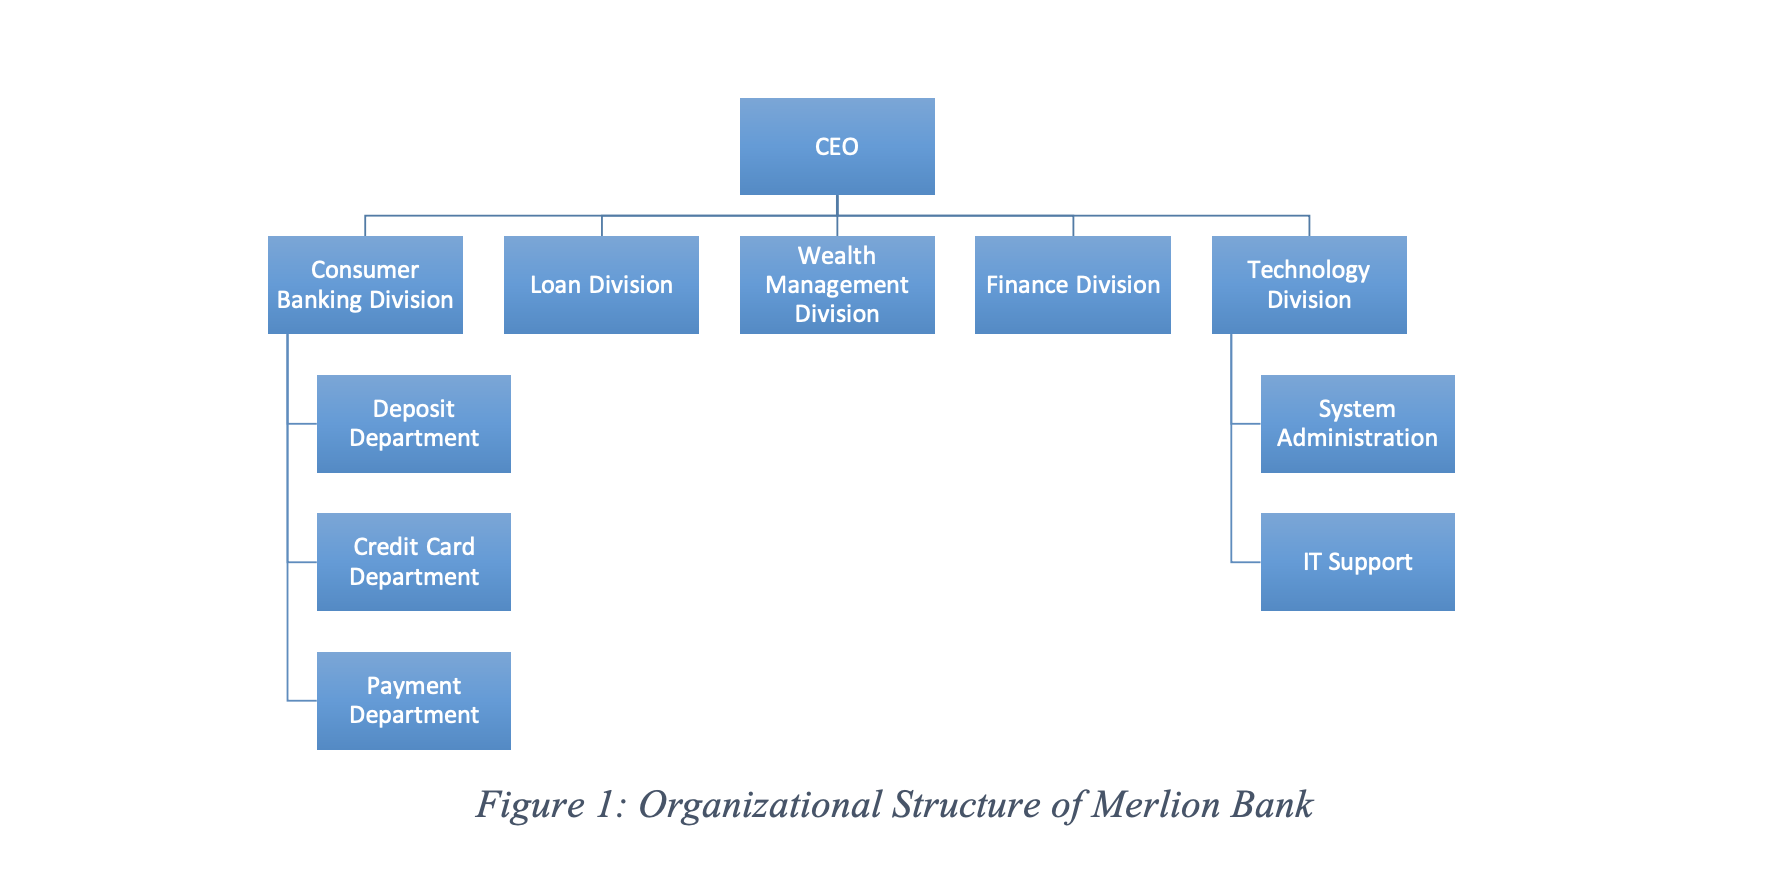 CEO
Consumer
Banking Division
Loan Division
Wealth
Management
Division
Finance Division
Technology
Division
Deposit
Department
System
Administration
Credit Card
Department
IT Support
Payment
Department
Figure 1: Organizational Structure of Merlion Bank